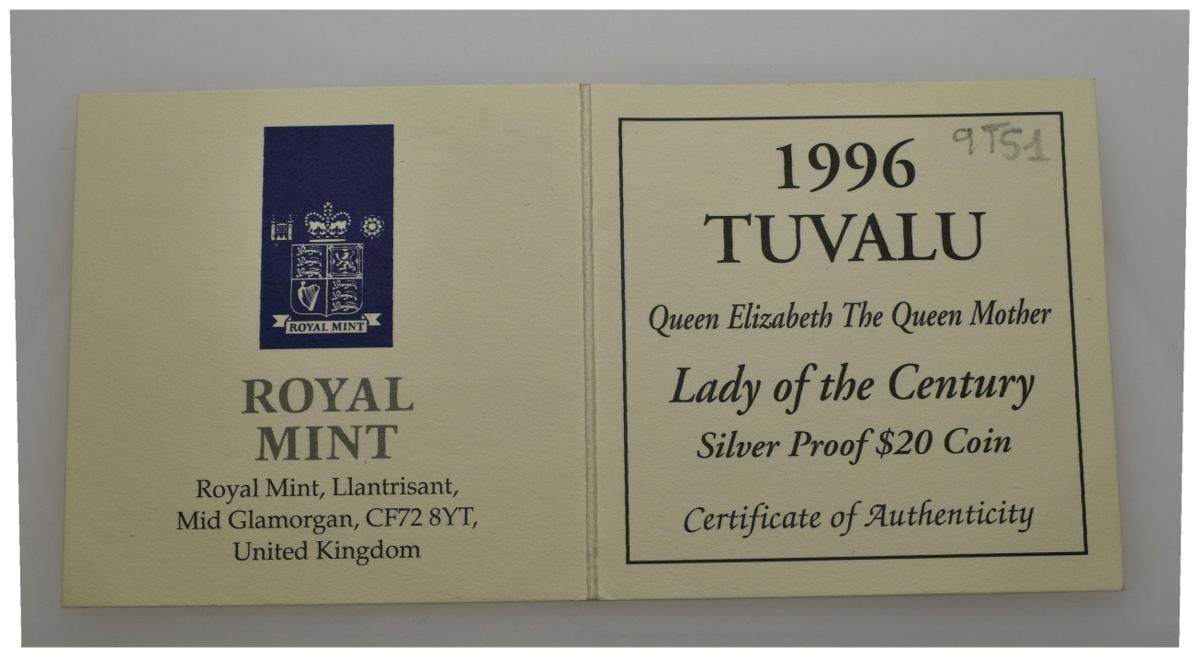 ROYAL MINT
ROYAL
MINT
Royal Mint, Llantrisant,
Mid Glamorgan, CF72 8YT,
United Kingdom
1996
TUVALU
Queen Elizabeth The Queen Mother
Lady of the Century
Silver Proof $20 Coin
Certificate of Authenticity